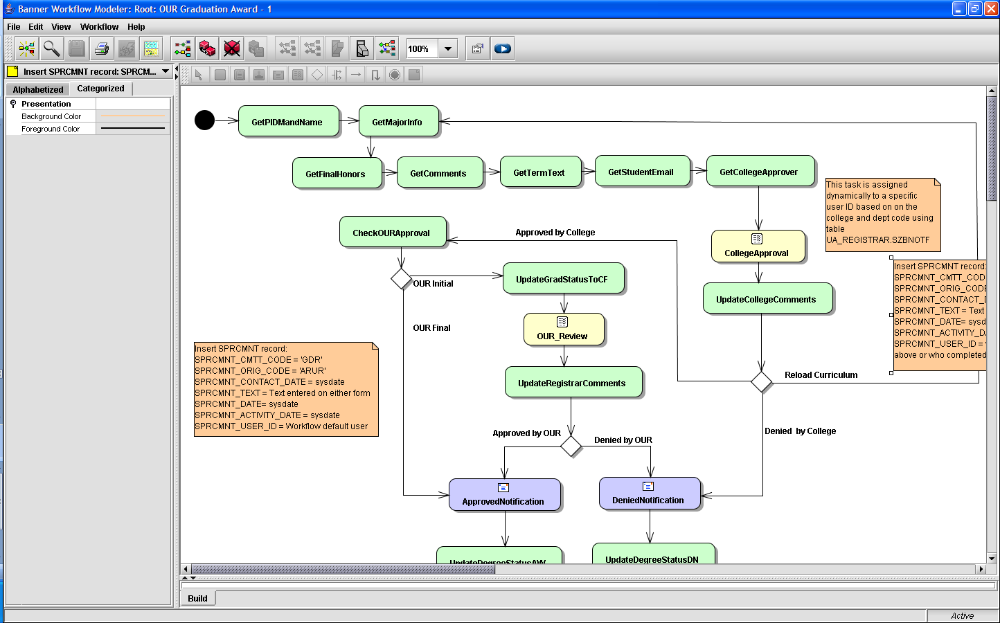 Banner Workflow Modeler: Root: OUR Graduation Award - 1
File Edit View Workflow Help
100%
Insert SPRCMNT record: SPRCM...
Alphabetized Categorized
Presentation
Background Color
Foreground Color
GetPIDMandName
GetMajorInfo
GetFinalHonors
GetComments
GetTermText
GetStudentEmail
GetCollegeApprover
This task is assigned
dynamically to a specific
user ID based on on the
college and dept code using
table
UA_REGISTRAR.SZBNOTF
CheckOURApproval
Approved by College
CollegeApproval
Insert SPRCMNT record:
SPRCMNT_CMTT_COD
SPRCMNT_ORIG_CODE
SPRCMNT_CONTACT_D
SPRCMNT_TEXT = Text
SPRCMNT_DATE= sysd
SPRCMNT_ACTIVITY_DA
SPRCMNT_USER_ID =
above or who completed
OUR Initial
UpdateGradStatusToCF
UpdateCollegeComments
OUR Final
OUR_Review
Insert SPRCMNT record:
SPRCMNT_CMTT_CODE = 'GDR'
SPRCMNT_ORIG_CODE = 'ARUR'
SPRCMNT_CONTACT_DATE = sysdate
SPRCMNT_TEXT = Text entered on either form
SPRCMNT_DATE= sysdate
SPRCMNT_ACTIVITY_DATE = sysdate
SPRCMNT_USER_ID = Workflow default user
UpdateRegistrarComments
Reload Curriculum
Approved by OUR
Denied by OUR
Denied by College
ApprovedNotification
DeniedNotification
UpdateDegreeStatusAW
UpdateDegreeStatusDN
Build
Active